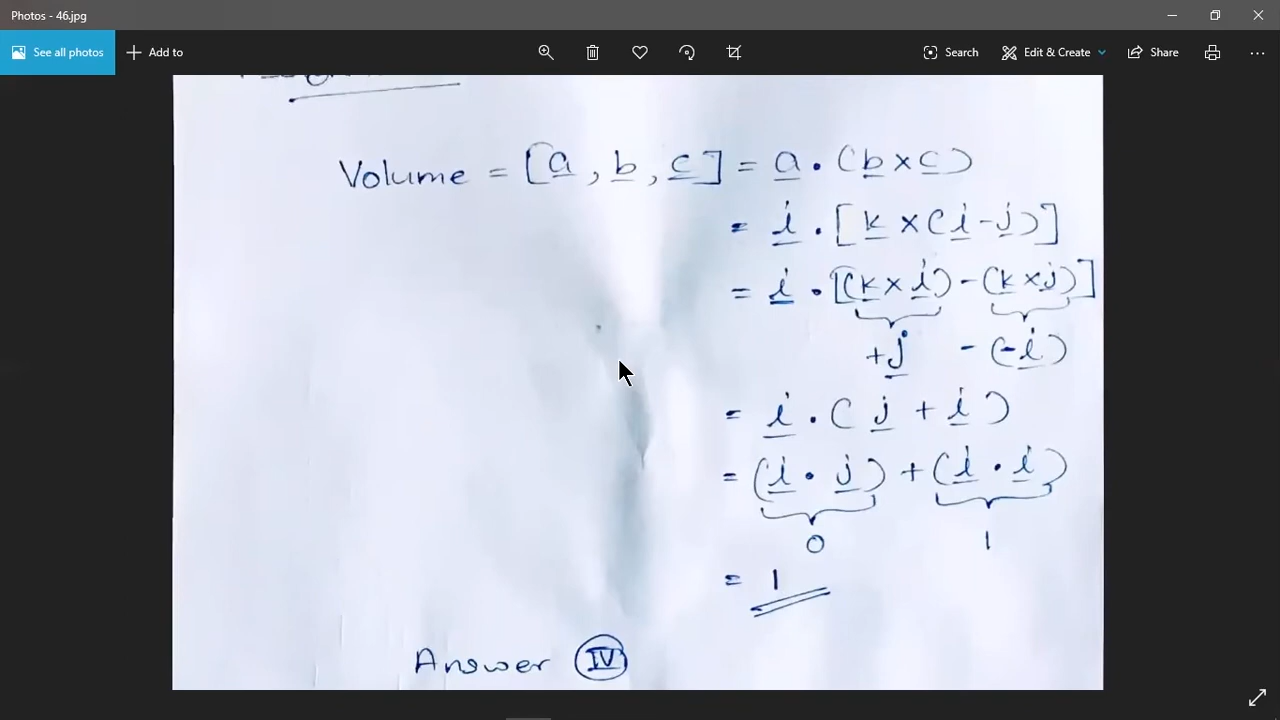 Photos - 46.jpg
See all photos
Add to
Search
Edit & Create
Share
Volume = [a, b, c] = a · (b × c)
= i · [k × (i - j)]
= i · [(k × i) - (k × j)]
+j - (-i)
= i · (j + i)
= (i · j) + (i · i)
0 1
= 1
Answer IV